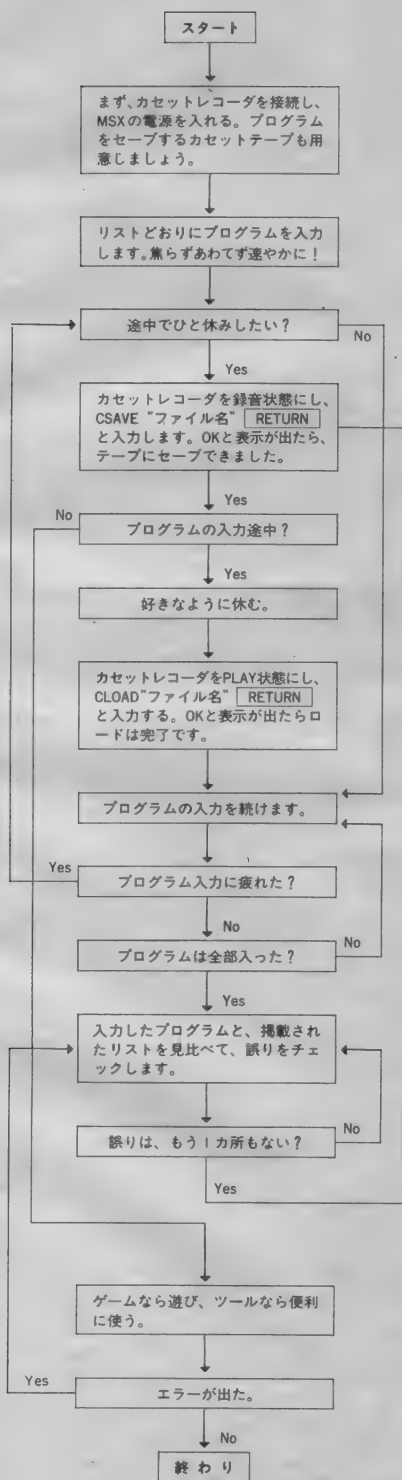 スタート
まず、カセットレコーダを接続し、
MSXの電源を入れる。プログラム
をセーブするカセットテープも用
意しましょう。
リストどおりにプログラムを入力
します。焦らずあわてず速やかに！
途中でひと休みしたい？
No
Yes
カセットレコーダを録音状態にし、
CSAVE "ファイル名" RETURN
と入力します。OKと表示が出たら、
テープにセーブできました。
Yes
No
プログラムの入力途中？
Yes
好きなように休む。
カセットレコーダをPLAY状態にし、
CLOAD"ファイル名" RETURN
と入力する。OKと表示が出たらロ
ードは完了です。
プログラムの入力を続けます。
Yes
プログラム入力に疲れた？
No
プログラムは全部入った？
No
Yes
入力したプログラムと、掲載され
たリストを見比べて、誤りをチェ
ックします。
誤りは、もう1カ所もない？
No
Yes
ゲームなら遊び、ツールなら便利
に使う。
Yes
エラーが出た。
No
終わり